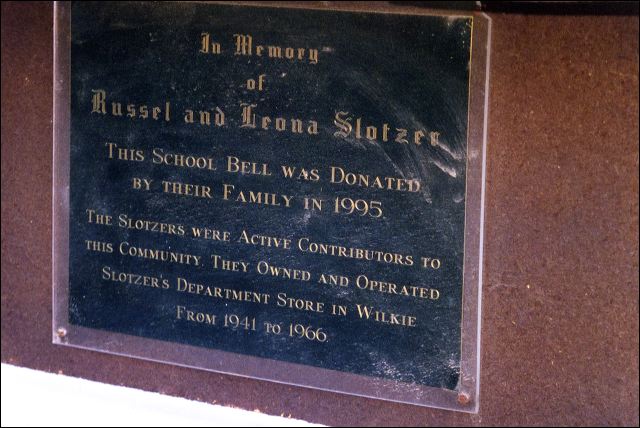 In Memory
of
Russel and Leona Slotzer
This School Bell was Donated
by their Family in 1995
The Slotzers were Active Contributors to
this Community. They Owned and Operated
Slotzer's Department Store in Wilkie
From 1941 to 1966